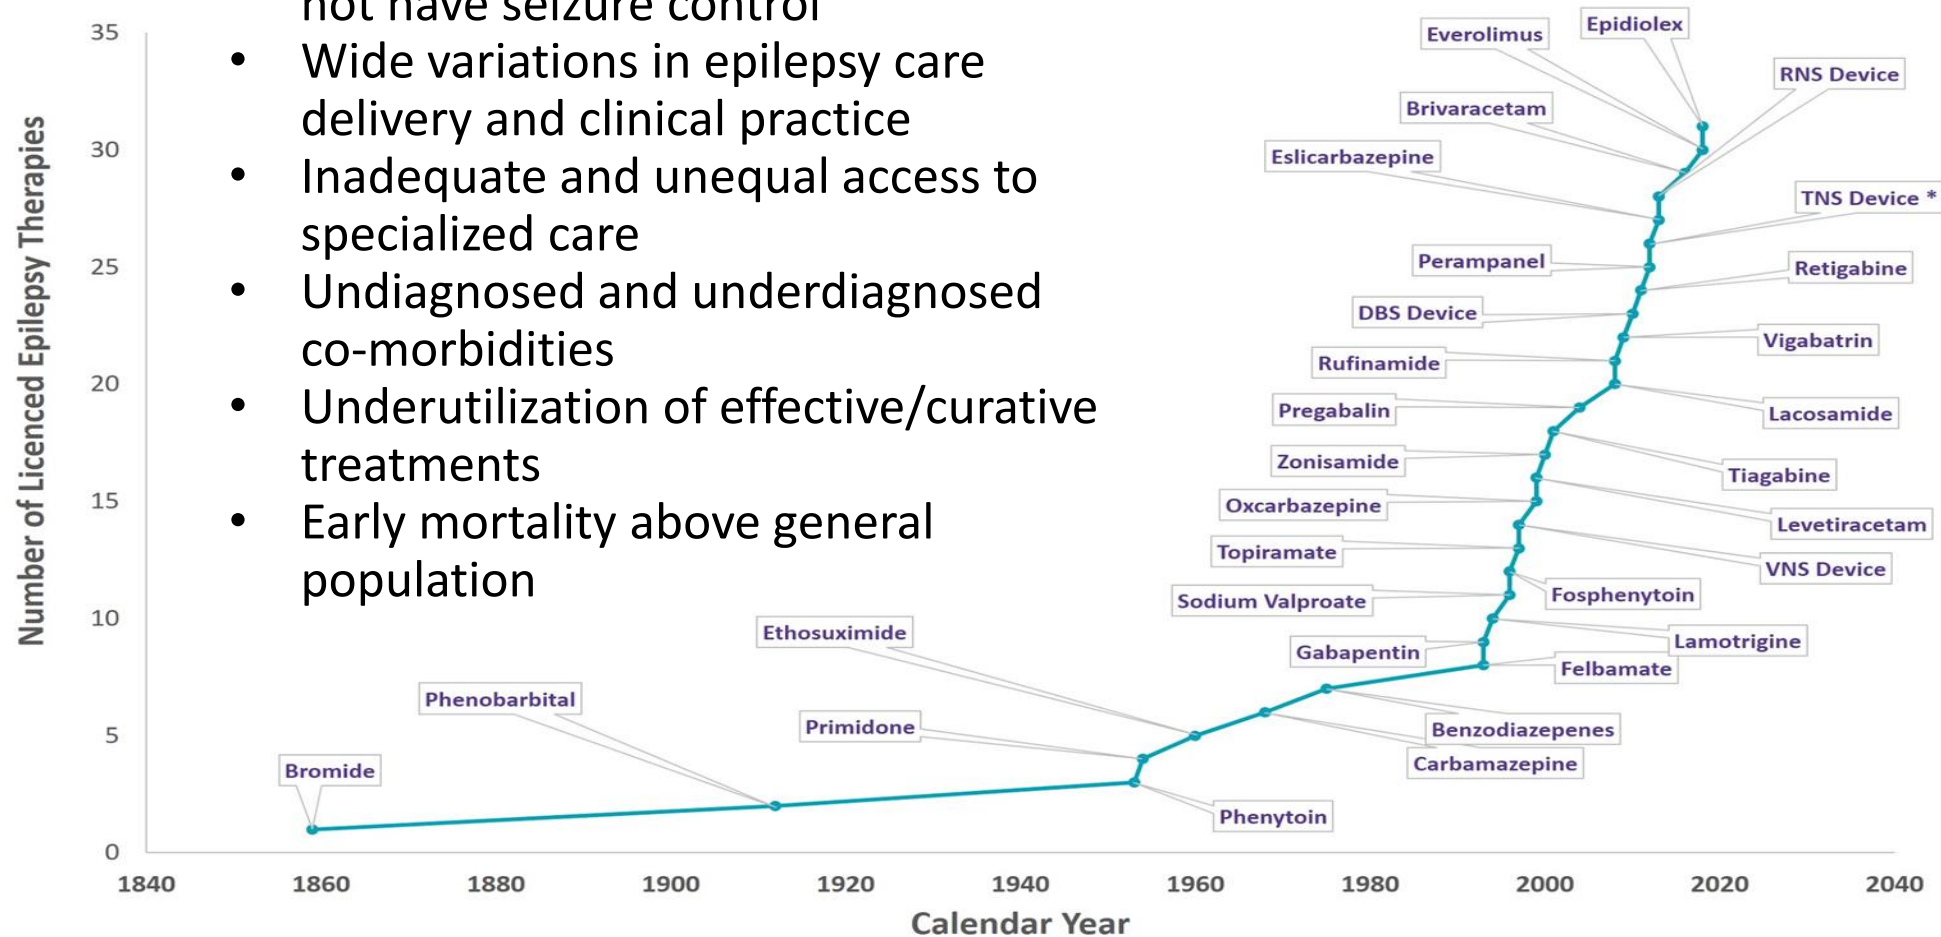 not have seizure control
• Wide variations in epilepsy care
delivery and clinical practice
• Inadequate and unequal access to
specialized care
• Undiagnosed and underdiagnosed
co-morbidities
• Underutilization of effective/curative
treatments
• Early mortality above general
population
Number of Licenced Epilepsy Therapies
35
30
25
20
15
10
5
0
Everolimus
Epidiolex
RNS Device
Brivaracetam
Eslicarbazepine
TNS Device *
Perampanel
Retigabine
DBS Device
Vigabatrin
Rufinamide
Pregabalin
Lacosamide
Zonisamide
Tiagabine
Oxcarbazepine
Levetiracetam
Topiramate
VNS Device
Sodium Valproate
Fosphenytoin
Ethosuximide
Lamotrigine
Gabapentin
Felbamate
Phenobarbital
Primidone
Benzodiazepenes
Carbamazepine
Bromide
Phenytoin
1840
1860
1880
1900
1920
1940
1960
1980
2000
2020
2040
Calendar Year